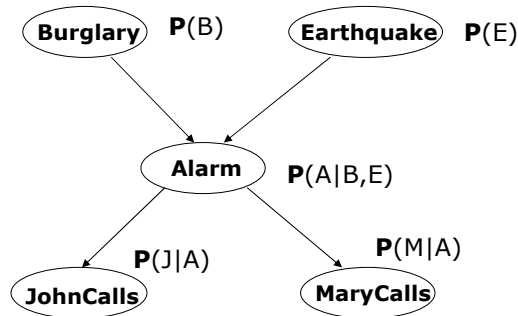 Burglary P(B) Earthquake P(E)
Alarm P(A|B,E)
P(J|A) P(M|A)
JohnCalls MaryCalls